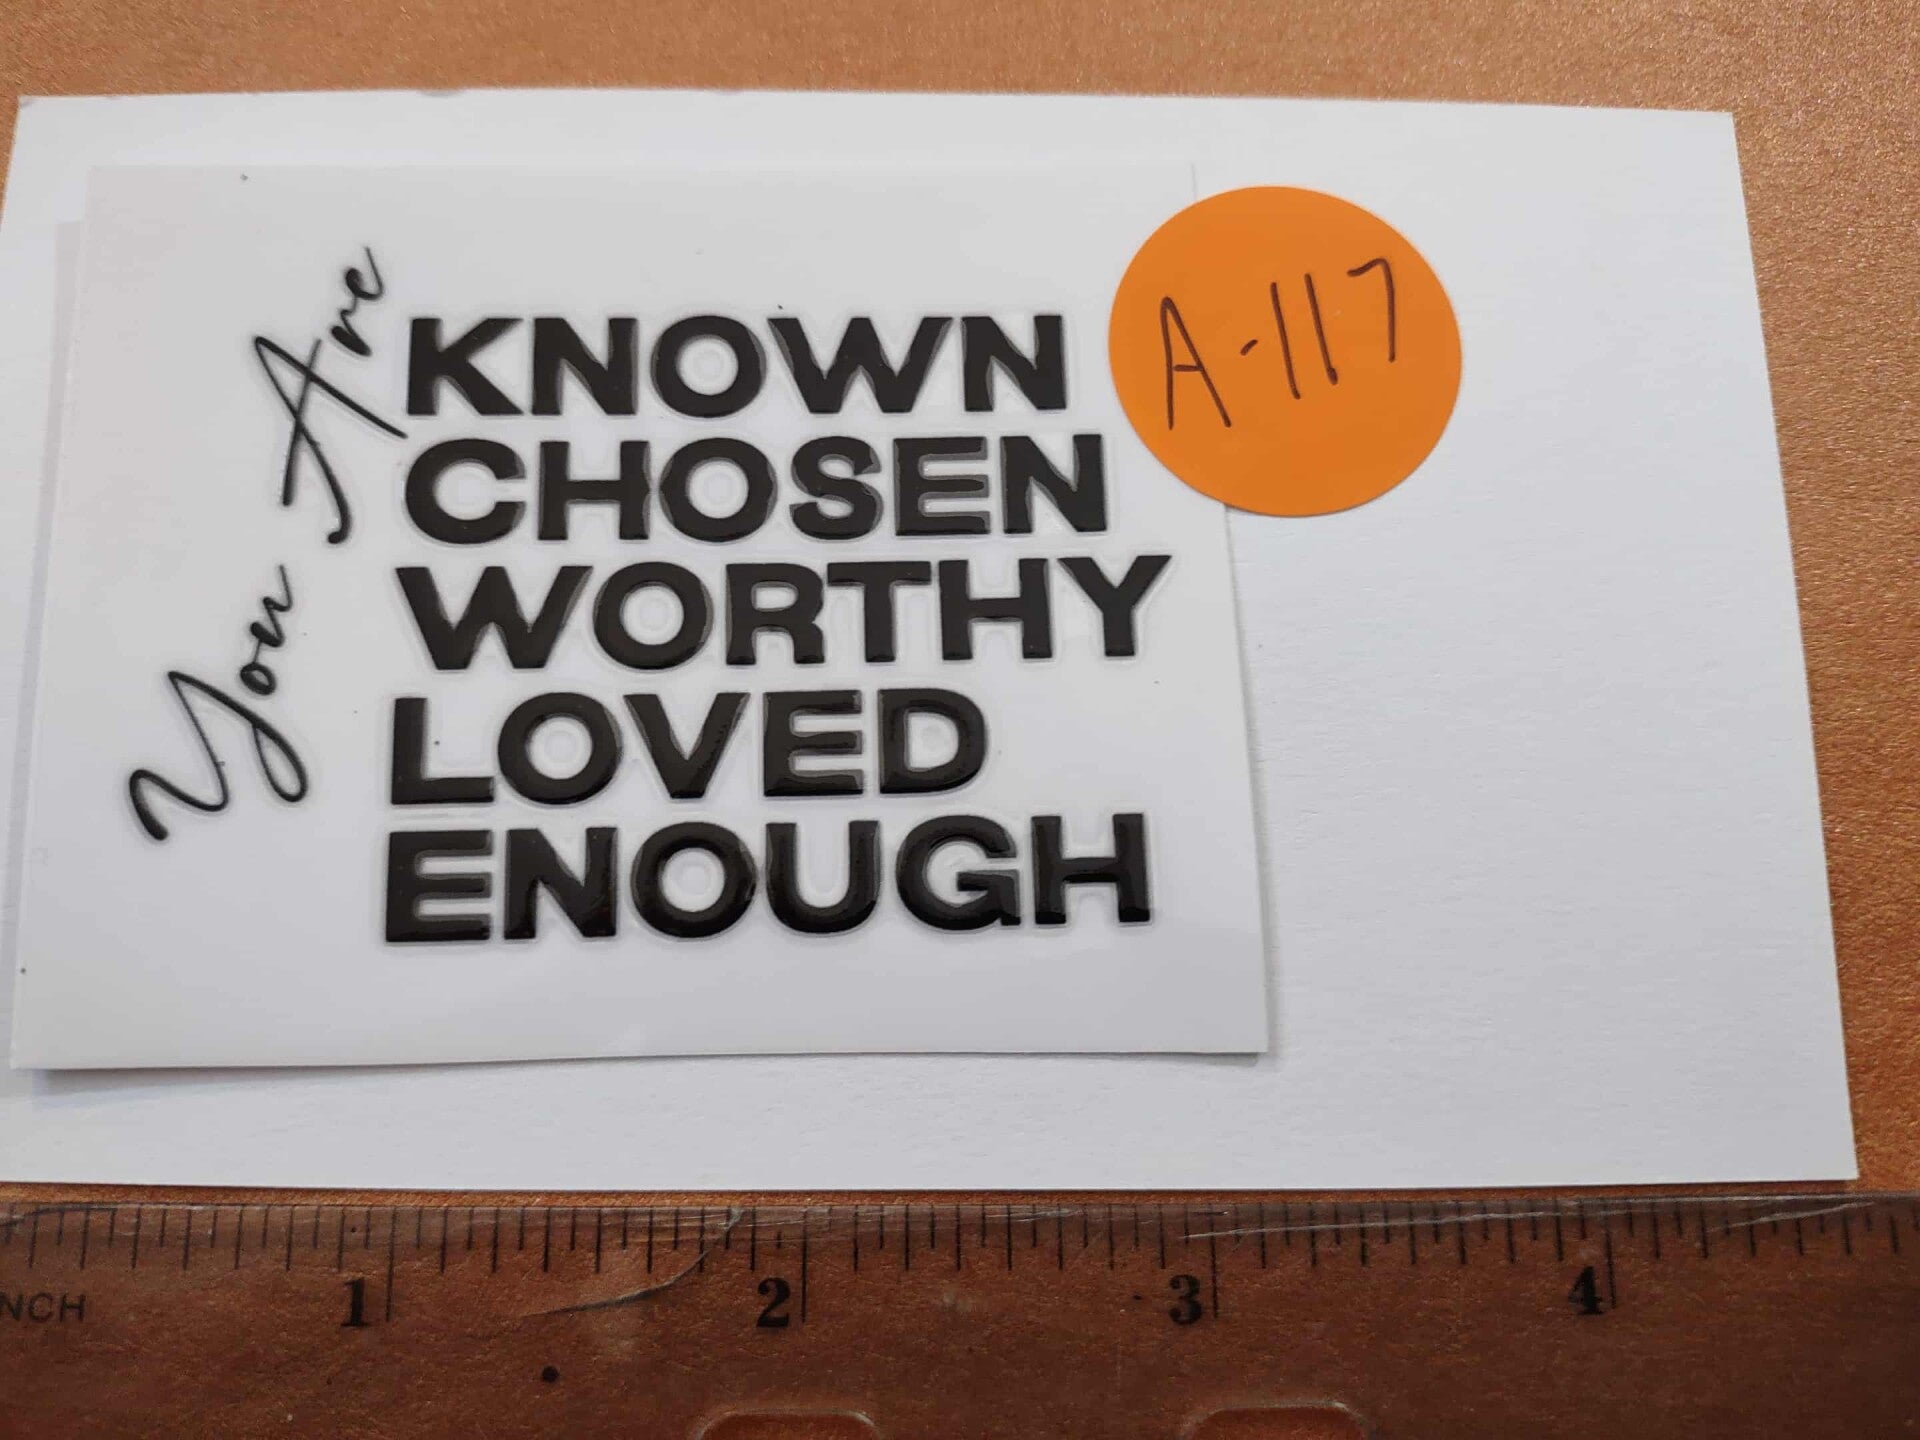 You Are
KNOWN
CHOSEN
WORTHY
LOVED
ENOUGH
A-117
NCH
1 2 3 4